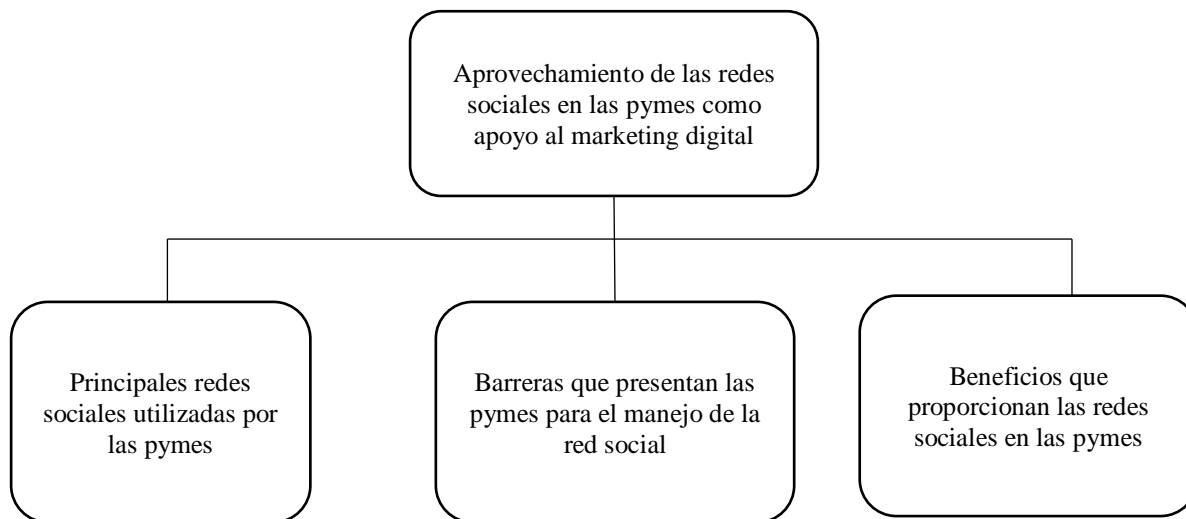 Aprovechamiento de las redes
sociales en las pymes como
apoyo al marketing digital
Principales redes
sociales utilizadas por
las pymes
Barreras que presentan las
pymes para el manejo de la
red social
Beneficios que
proporcionan las redes
sociales en las pymes